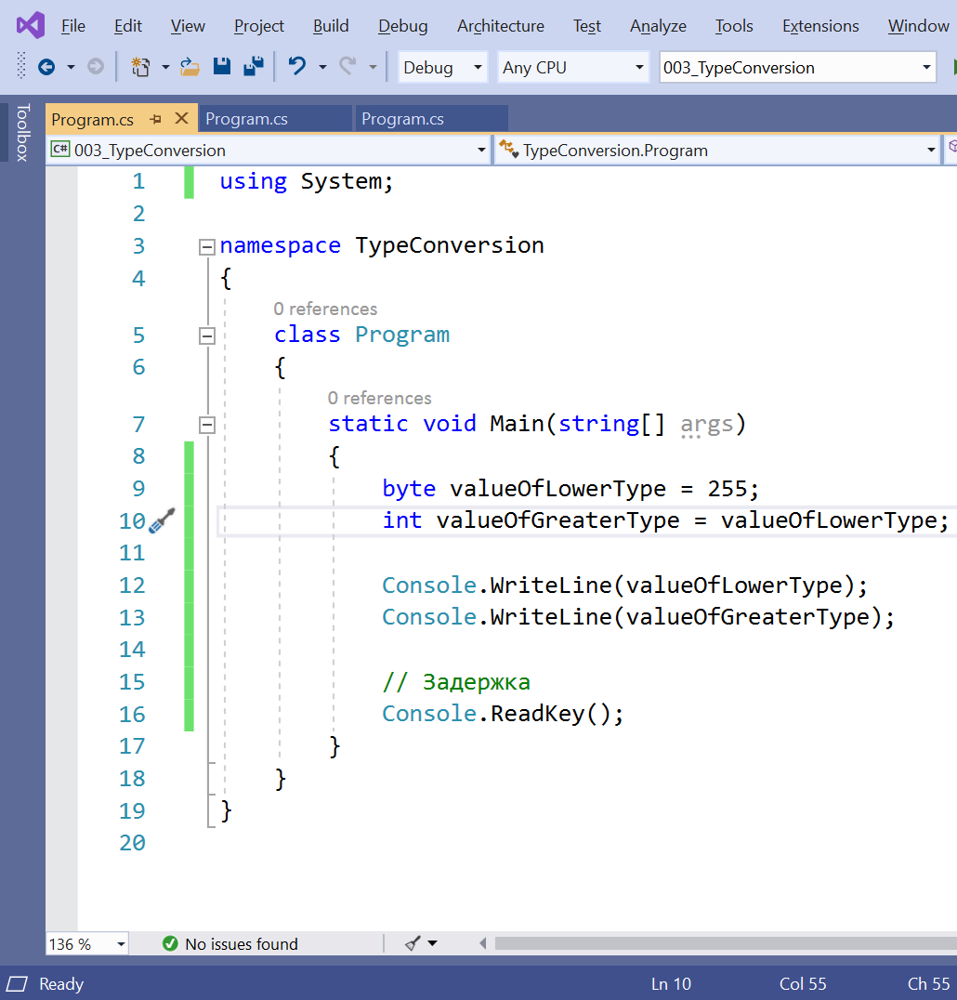 File Edit View Project Build Debug Architecture Test Analyze Tools Extensions Window
Debug Any CPU 003_TypeConversion
Toolbox
Program.cs Program.cs Program.cs
C# 003_TypeConversion TypeConversion.Program
1 using System;
2
3 namespace TypeConversion
4 {
0 references
5 class Program
6 {
0 references
7 static void Main(string[] args)
8 {
9 byte valueOfLowerType = 255;
10 int valueOfGreaterType = valueOfLowerType;
11
12 Console.WriteLine(valueOfLowerType);
13 Console.WriteLine(valueOfGreaterType);
14
15 // Задержка
16 Console.ReadKey();
17 }
18 }
19 }
20
136 % No issues found
Ready Ln 10 Col 55 Ch 55